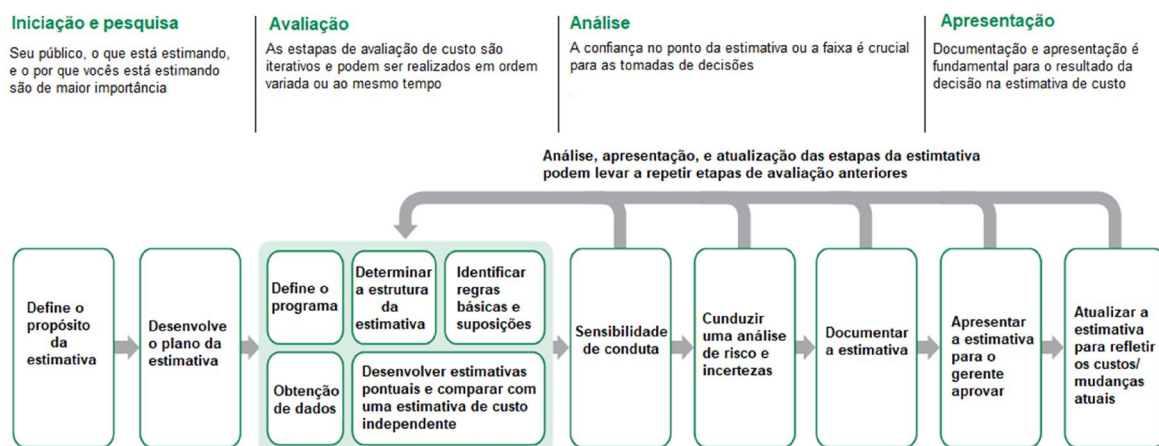 Iniciação e pesquisa
Seu público, o que está estimando,
e o por que vocês está estimando
são de maior importância
Avaliação
As estapas de avaliação de custo são
iterativos e podem ser realizados em ordem
variada ou ao mesmo tempo
Análise
A confiança no ponto da estimativa ou a faixa é crucial
para as tomadas de decisões
Apresentação
Documentação e apresentação é
fundamental para o resultado da
decisão na estimativa de custo
Análise, apresentação, e atualização das estapas da estimtativa
podem levar a repetir etapas de avaliação anteriores
Define o
propósito
da
estimativa
Desenvolve
o plano da
estimativa
Define o
programa
Determinar
a estrutura
da
estimativa
Identificar
regras
básicas e
suposições
Obtenção
de dados
Desenvolver estimativas
pontuais e comparar com
uma estimativa de custo
independente
Sensibilidade
de conduta
Cunduzir
uma análise
de risco e
incertezas
Documentar
a estimativa
Apresentar
a estimativa
para o
gerente
aprovar
Atualizar a
estimativa
para refletir
os custos/
mudanças
atuais